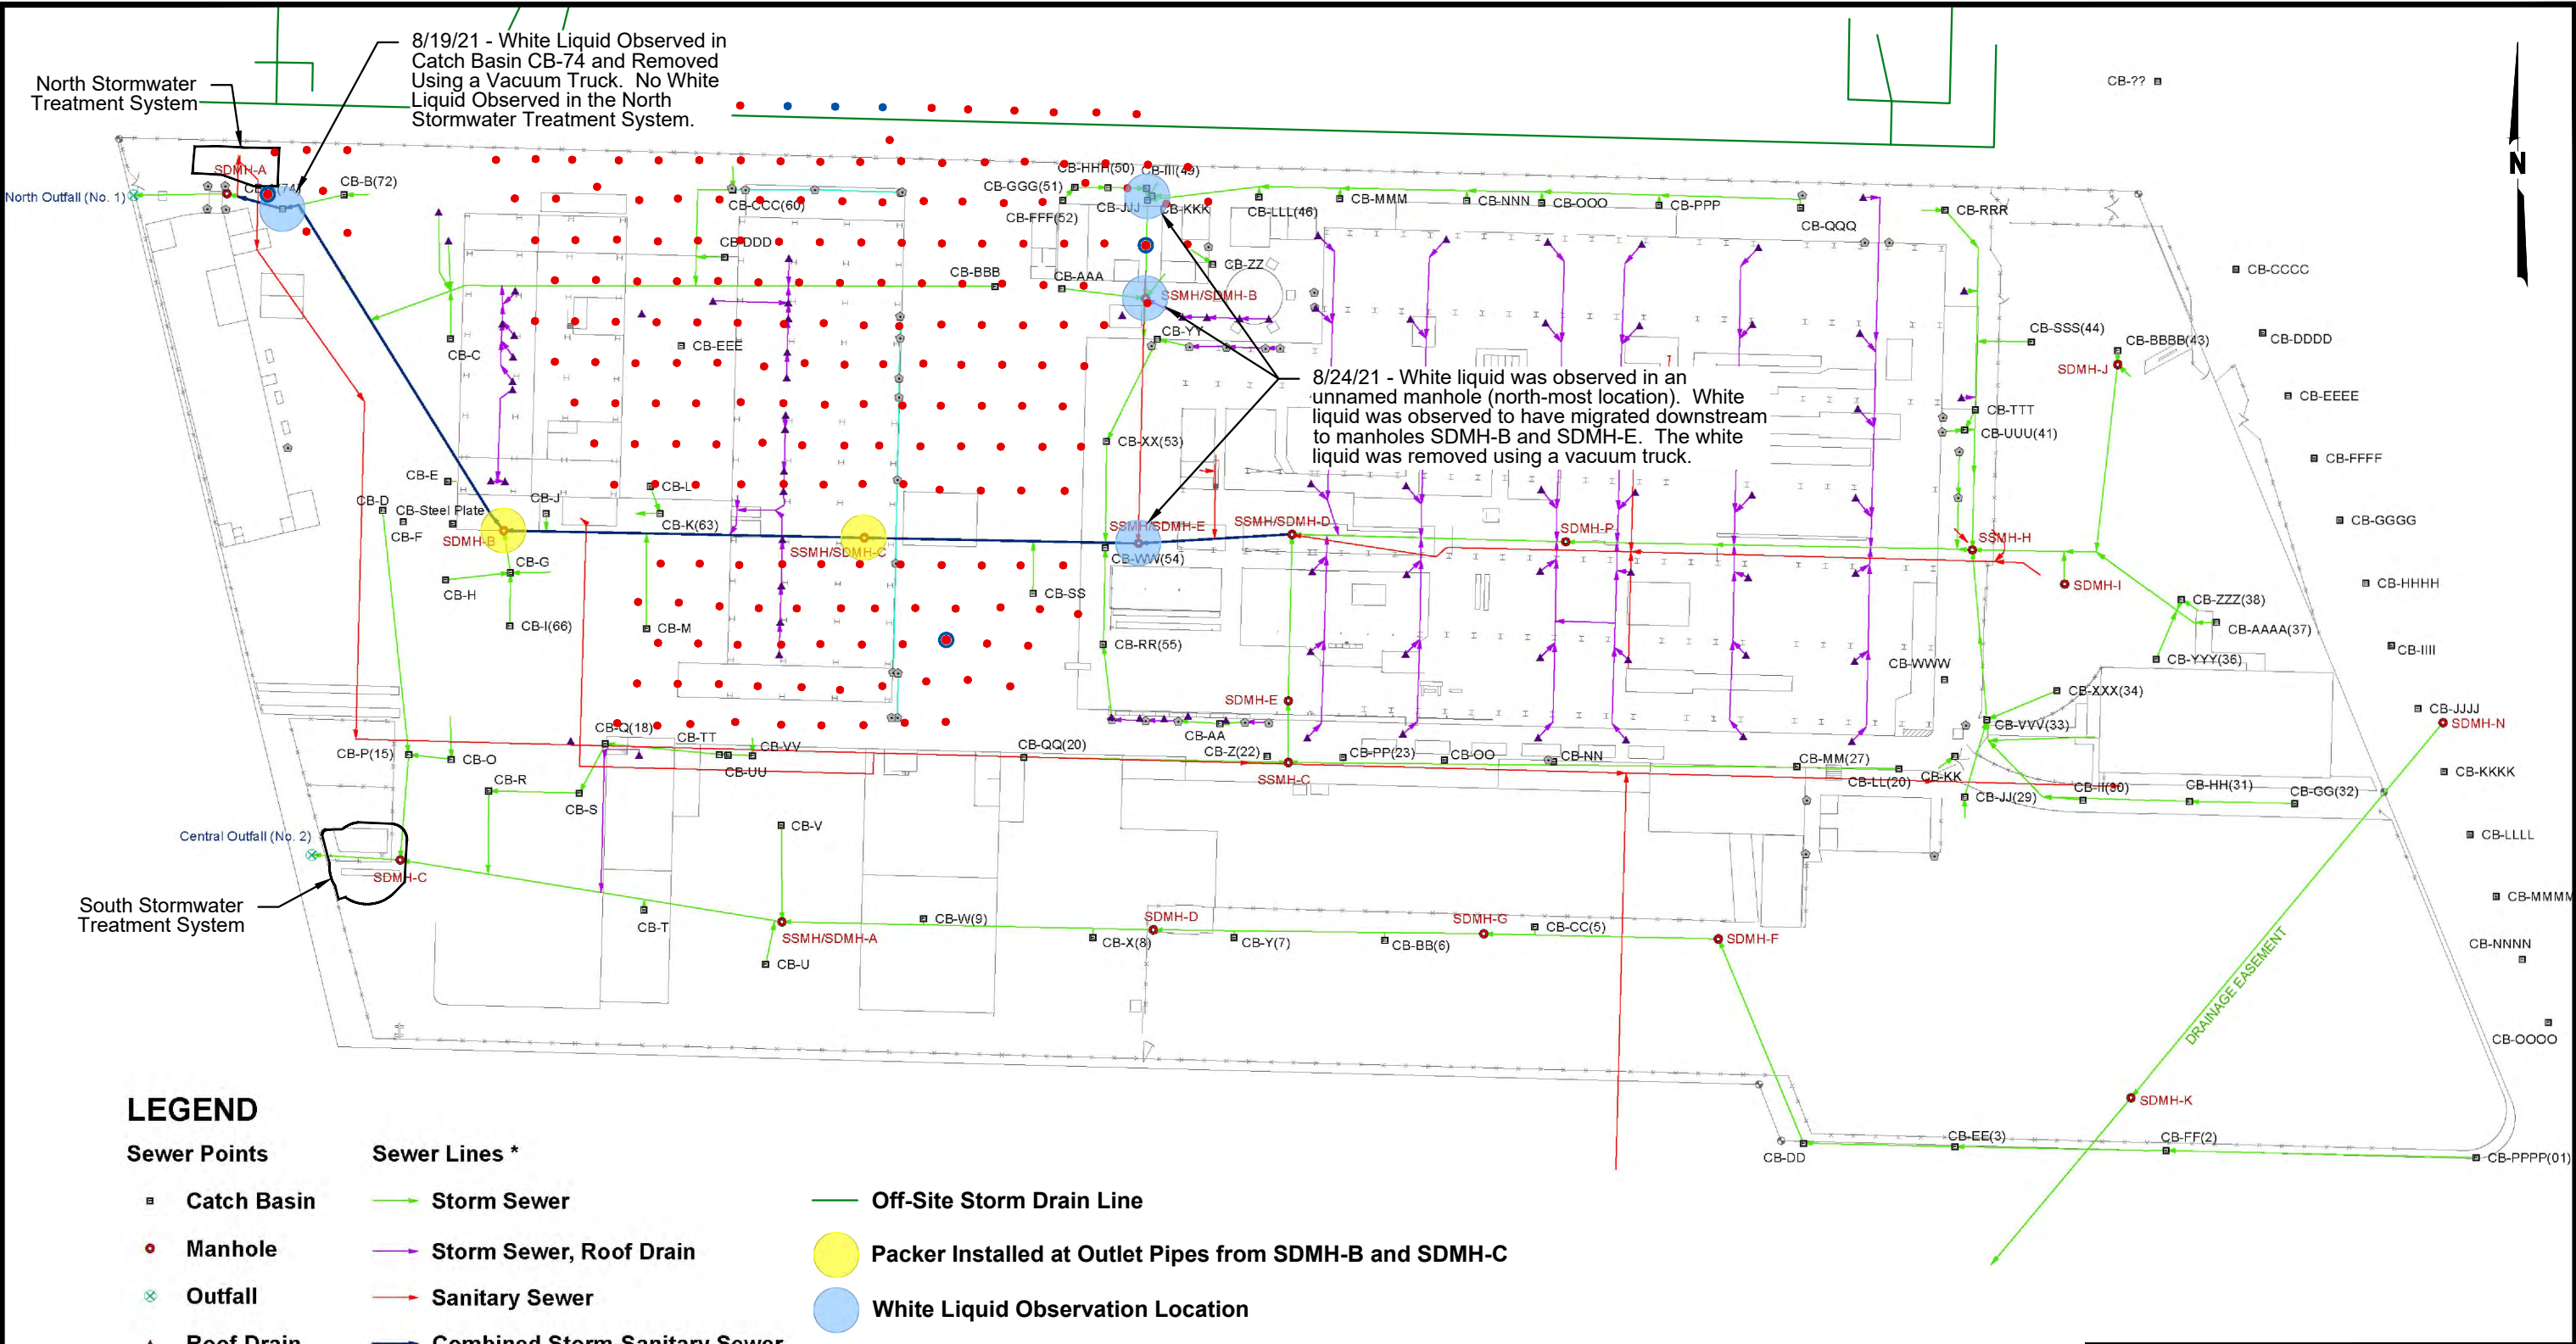 8/19/21 - White Liquid Observed in
Catch Basin CB-74 and Removed
Using a Vacuum Truck.  No White
Liquid Observed in the North
Stormwater Treatment System.
North Stormwater
Treatment System
N
CB-??
SDMH-A
CB-B(72)
North Outfall (No. 1)
CB-CCC(60)
CB-DDD
CB-GGG(51)
CB-HHH(50)
CB-III(49)
CB-FFF(52)
CB-JJJ
CB-KKK
CB-LLL(46)
CB-MMM
CB-NNN
CB-OOO
CB-PPP
CB-QQQ
CB-RRR
CB-CCCC
CB-ZZ
CB-BBB
CB-AAA
SSMH/SDMH-B
CB-YY
CB-C
CB-EEE
CB-SSS(44)
CB-BBBB(43)
CB-DDDD
SDMH-J
8/24/21 - White liquid was observed in an
unnamed manhole (north-most location).  White
liquid was observed to have migrated downstream
to manholes SDMH-B and SDMH-E.  The white
liquid was removed using a vacuum truck.
CB-EEEE
CB-TTT
CB-UUU(41)
CB-XX(53)
CB-FFFF
CB-E
CB-D
CB-Steel Plate
CB-F
CB-J
CB-L
CB-K(63)
SDMH-B
SSMH/SDMH-C
SSMH/SDMH-E
SSMH/SDMH-D
SDMH-P
SSMH-H
CB-GGGG
CB-WW(54)
CB-G
CB-H
CB-I(66)
CB-M
CB-SS
CB-RR(55)
SDMH-I
CB-HHHH
CB-ZZZ(38)
CB-AAAA(37)
CB-YYY(36)
CB-IIII
CB-WWW
CB-XXX(34)
CB-VVV(33)
CB-JJJJ
SDMH-N
SDMH-E
CB-Q(18)
CB-TT
CB-VV
CB-UU
CB-P(15)
CB-O
CB-R
CB-S
CB-QQ(20)
CB-AA
CB-Z(22)
SSMH-C
CB-PP(23)
CB-OO
CB-NN
CB-MM(27)
CB-LL(20)
CB-KK
CB-JJ(29)
CB-II(30)
CB-HH(31)
CB-GG(32)
CB-KKKK
CB-LLLL
CB-V
Central Outfall (No. 2)
SDMH-C
South Stormwater
Treatment System
CB-T
SSMH/SDMH-A
CB-U
CB-W(9)
CB-X(8)
SDMH-D
CB-Y(7)
CB-BB(6)
SDMH-G
CB-CC(5)
SDMH-F
CB-MMMM
CB-NNNN
CB-OOOO
DRAINAGE EASEMENT
SDMH-K
CB-DD
CB-EE(3)
CB-FF(2)
CB-PPPP(01)
LEGEND
Sewer Points
Catch Basin
Manhole
Outfall
Roof Drain
Sewer Lines *
Storm Sewer
Storm Sewer, Roof Drain
Sanitary Sewer
Combined Storm-Sanitary Sewer
Off-Site Storm Drain Line
Packer Installed at Outlet Pipes from SDMH-B and SDMH-C
White Liquid Observation Location